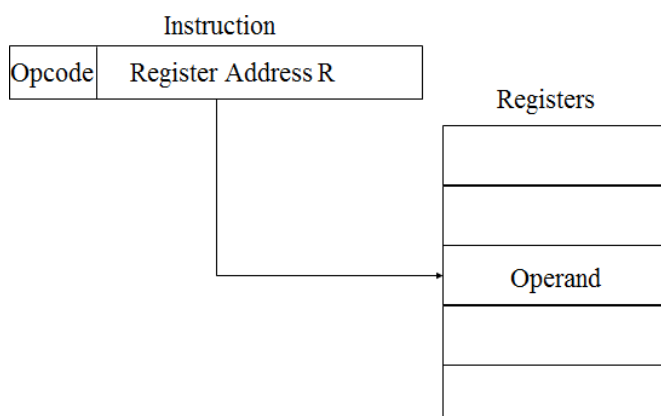 Instruction
Opcode Register Address R
Registers
Operand